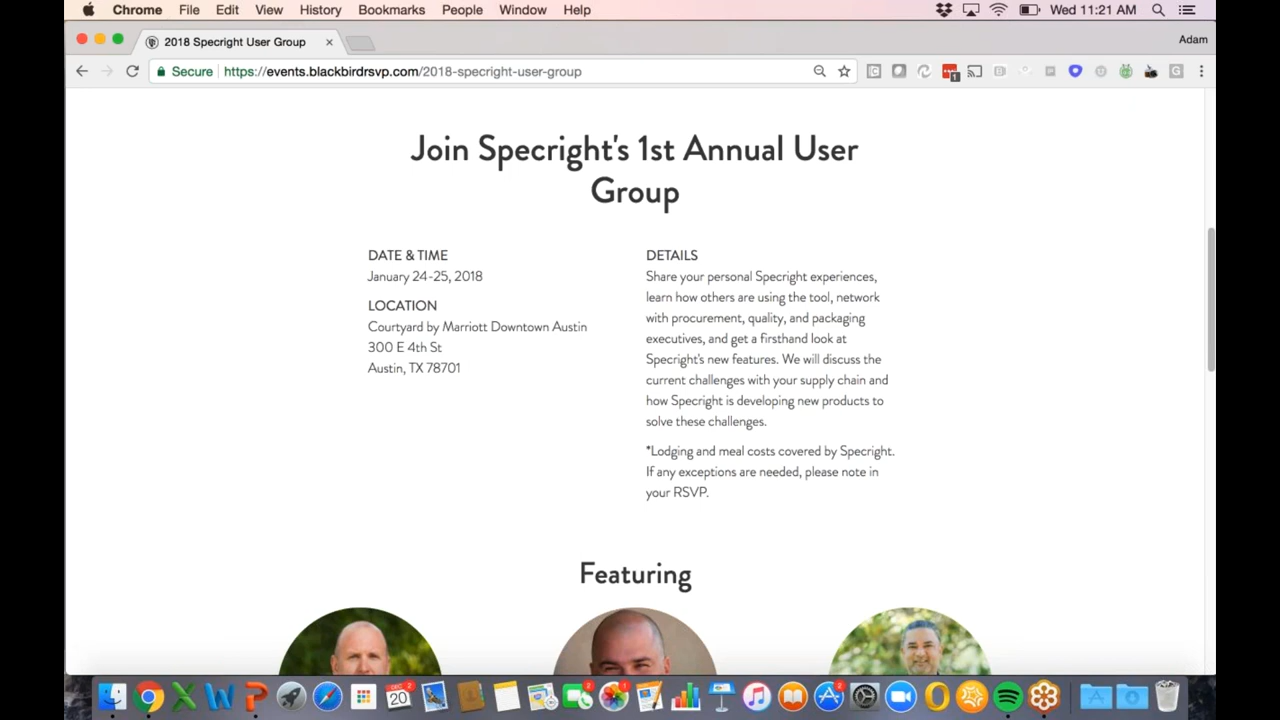 Chrome File Edit View History Bookmarks People Window Help Wed 11:21 AM
2018 Specright User Group Adam
Secure https://events.blackbirdrsvp.com/2018-specright-user-group
1
Join Specright's 1st Annual User
Group
DATE & TIME
January 24-25, 2018
LOCATION
Courtyard by Marriott Downtown Austin
300 E 4th St
Austin, TX 78701
DETAILS
Share your personal Specright experiences,
learn how others are using the tool, network
with procurement, quality, and packaging
executives, and get a firsthand look at
Specright's new features. We will discuss the
current challenges with your supply chain and
how Specright is developing new products to
solve these challenges.
*Lodging and meal costs covered by Specright.
If any exceptions are needed, please note in
your RSVP.
Featuring
DEC
20